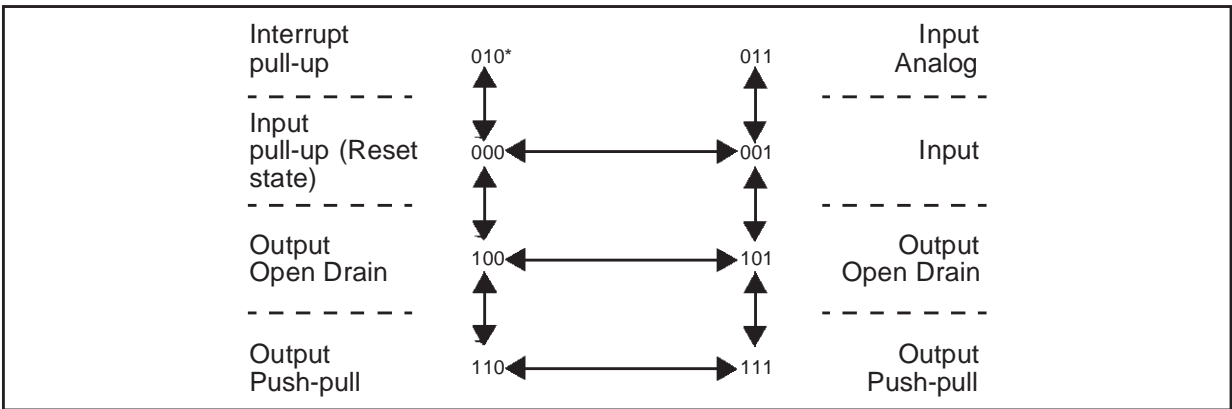 Interrupt
pull-up
010*
011
Input
Analog
Input
pull-up (Reset
state)
000
001
Input
Output
Open Drain
100
101
Output
Open Drain
Output
Push-pull
110
111
Output
Push-pull